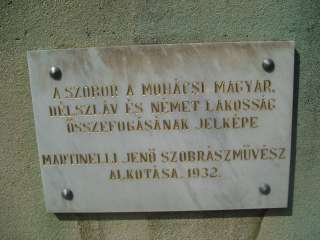 A SZOBOR A MOHÁCSI MAGYAR,
DÉLSZLÁV ÉS NÉMET LAKOSSÁG
ÖSSZEFOGÁSÁNAK JELKÉPE
MARTINELLI JENŐ SZOBRÁSZMŰVÉSZ
ALKOTÁSA. 1932.